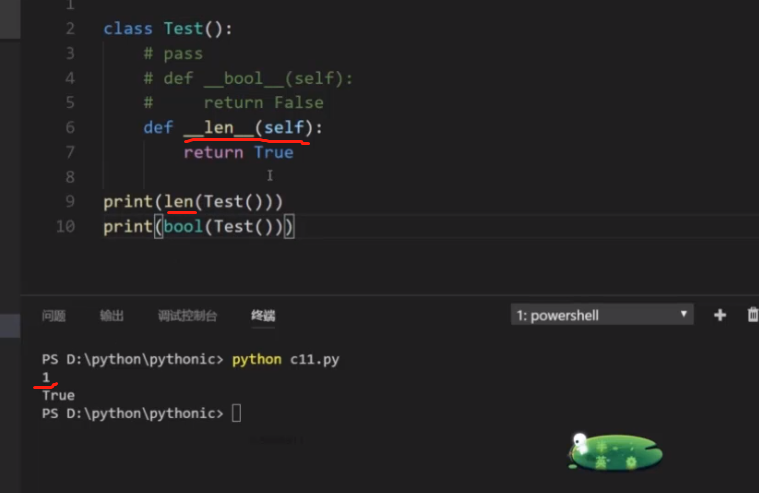 1
2 class Test():
3     # pass
4     # def __bool__(self):
5     #     return False
6     def __len__(self):
7         return True
8
9 print(len(Test()))
10 print(bool(Test()))
问题 输出 调试控制台 终端 1: powershell
PS D:\python\pythonic> python c11.py
1
True
PS D:\python\pythonic>